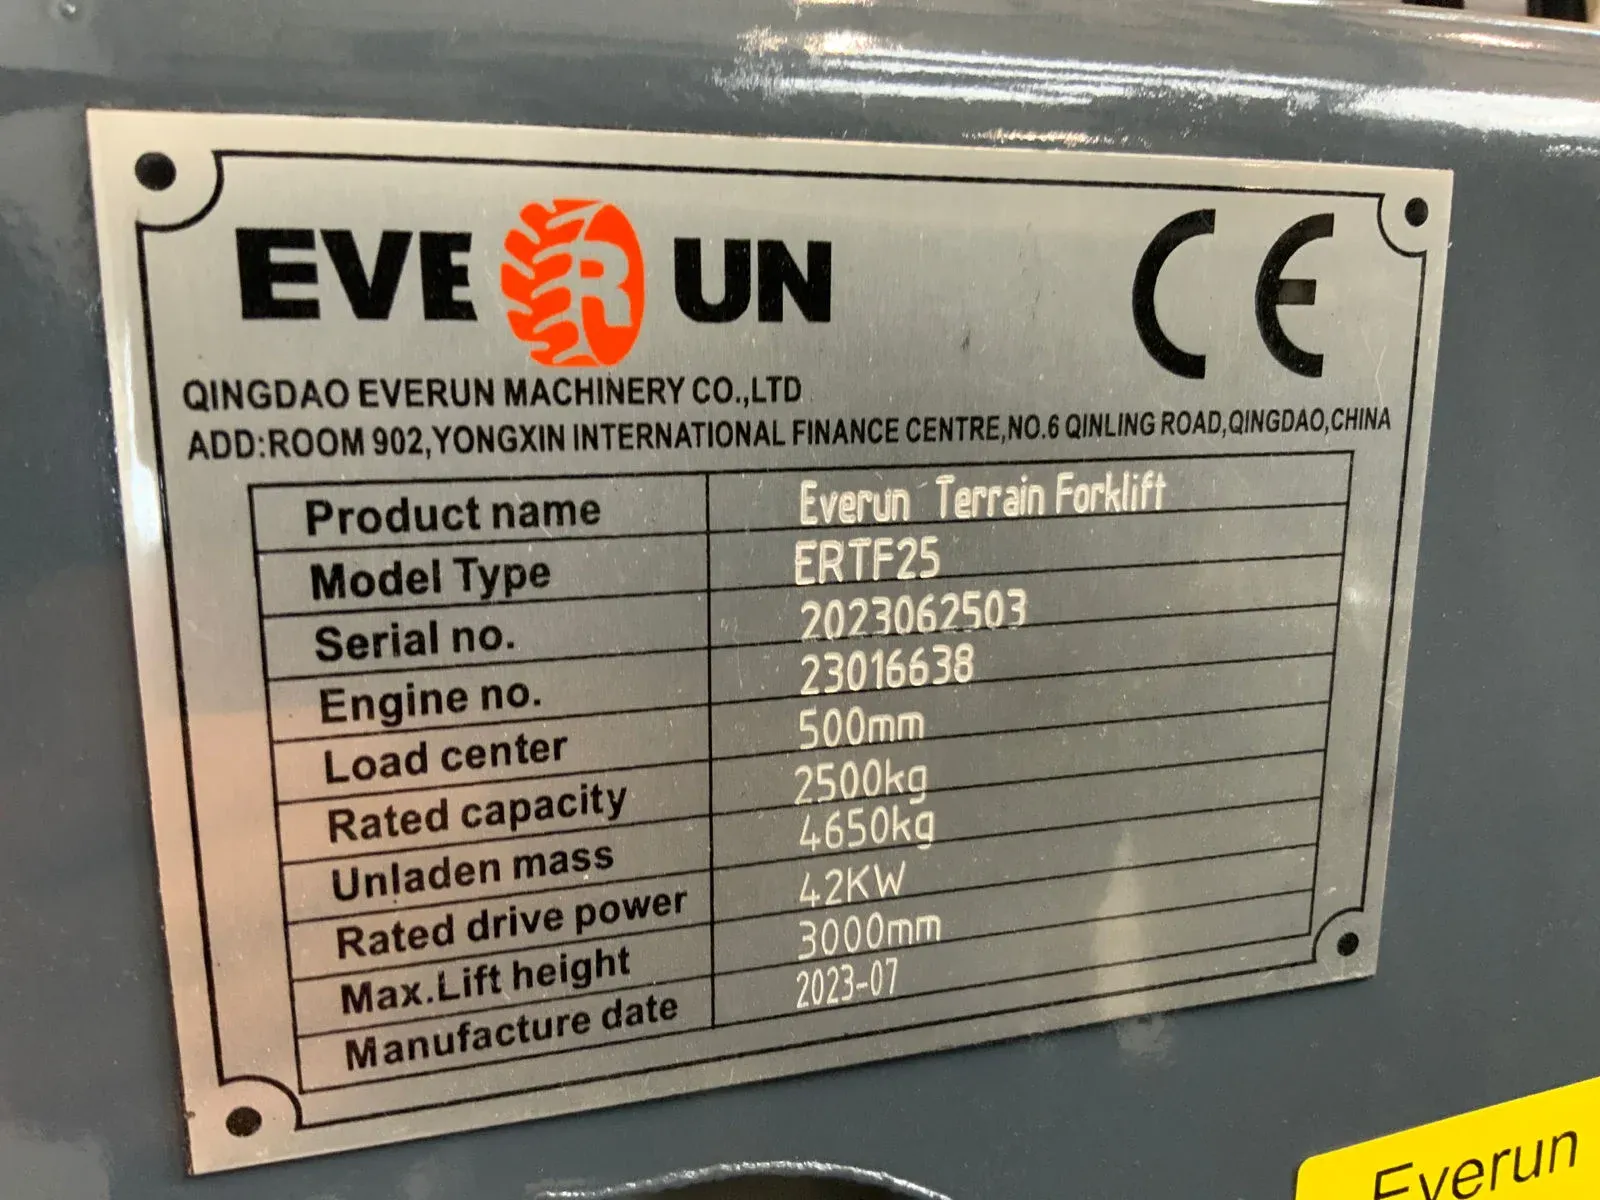 EVERUN CE
QINGDAO EVERUN MACHINERY CO.,LTD
ADD:ROOM 902,YONGXIN INTERNATIONAL FINANCE CENTRE,NO.6 QINLING ROAD,QINGDAO,CHINA
Product name Everun Terrain Forklift
Model Type ERTF25
Serial no. 2023062503
Engine no. 23016638
Load center 500mm
Rated capacity 2500kg
Unladen mass 4650kg
Rated drive power 42KW
Max.Lift height 3000mm
Manufacture date 2023-07
Everun